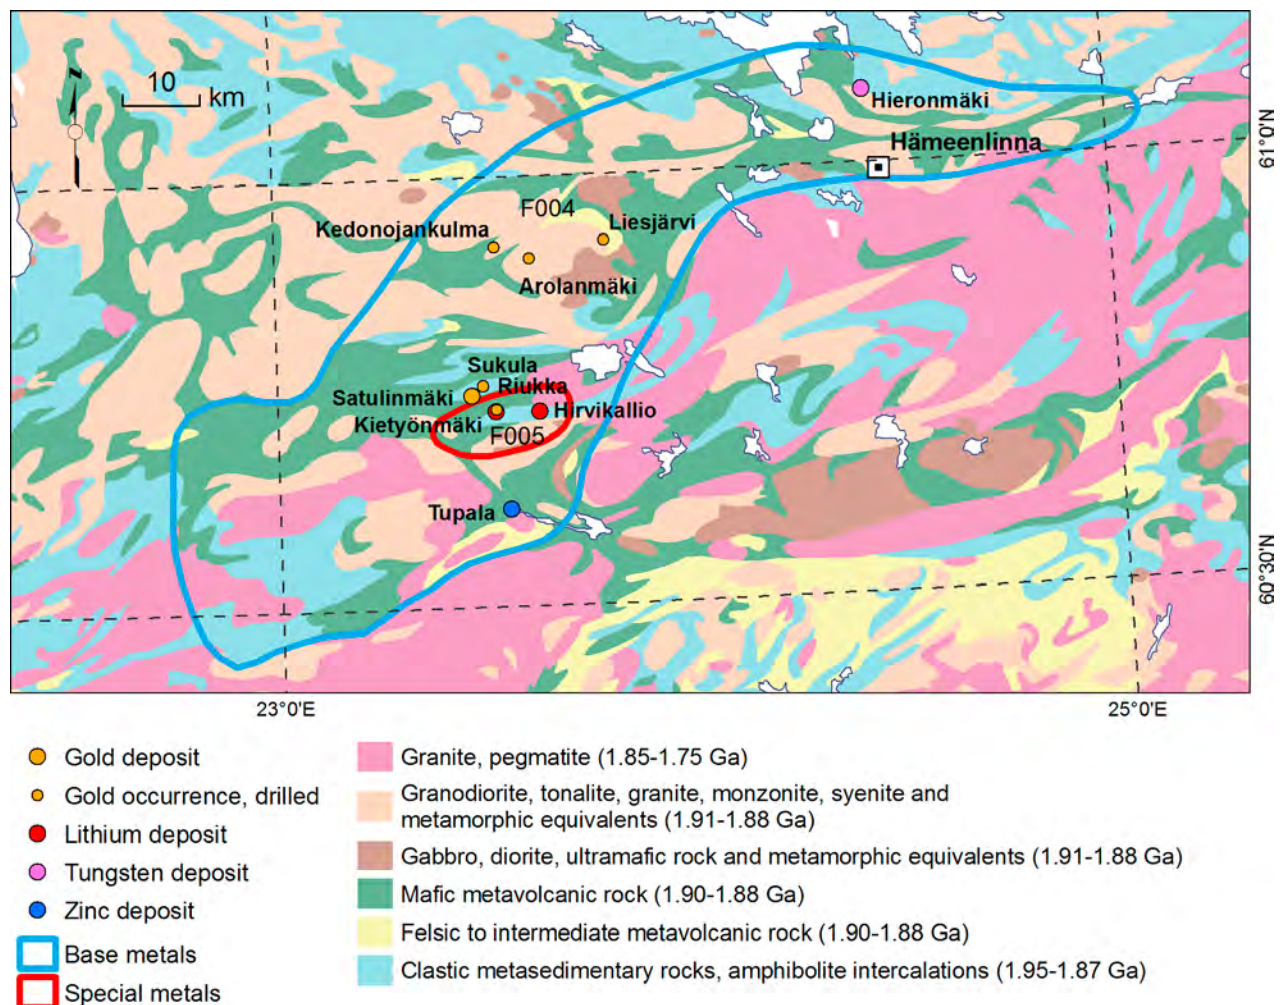 10
km
Hieronmäki
Hämeenlinna
61°0'N
F004
Liesjärvi
Kedonojankulma
Arolanmäki
Sukula
Riukka
Satulinmäki
Hirvikallio
Kietyönmäki
F005
Tupala
60°30'N
23°0'E
25°0'E
Gold deposit
Gold occurrence, drilled
Lithium deposit
Tungsten deposit
Zinc deposit
Base metals
Special metals
Granite, pegmatite (1.85-1.75 Ga)
Granodiorite, tonalite, granite, monzonite, syenite and
metamorphic equivalents (1.91-1.88 Ga)
Gabbro, diorite, ultramafic rock and metamorphic equivalents (1.91-1.88 Ga)
Mafic metavolcanic rock (1.90-1.88 Ga)
Felsic to intermediate metavolcanic rock (1.90-1.88 Ga)
Clastic metasedimentary rocks, amphibolite intercalations (1.95-1.87 Ga)